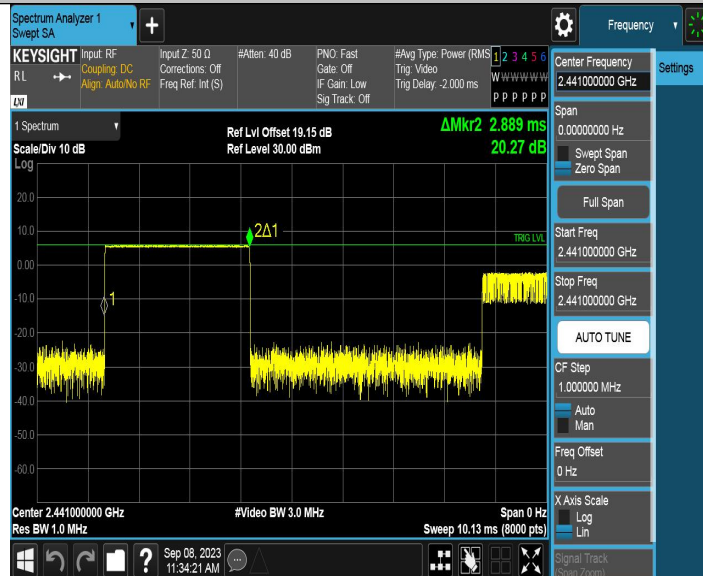 Spectrum Analyzer 1
Swept SA
Frequency
KEYSIGHT
RL
LXI
Input: RF
Coupling: DC
Align: Auto/No RF
Input Z: 50 Ω
Corrections: Off
Freq Ref: Int (S)
#Atten: 40 dB
PNO: Fast
Gate: Off
IF Gain: Low
Sig Track: Off
#Avg Type: Power (RMS
Trig: Video
Trig Delay: -2.000 ms
1 2 3 4 5 6
W W W W W W
P P P P P P
1 Spectrum
Scale/Div 10 dB
Log
Ref Lvl Offset 19.15 dB
Ref Level 30.00 dBm
ΔMkr2 2.889 ms
20.27 dB
20.0
10.0
0.00
-10.0
-20.0
-30.0
-40.0
-50.0
-60.0
2Δ1
TRIG LVL
1
Center 2.441000000 GHz
Res BW 1.0 MHz
#Video BW 3.0 MHz
Span 0 Hz
Sweep 10.13 ms (8000 pts)
Center Frequency
2.441000000 GHz
Settings
Span
0.00000000 Hz
Swept Span
Zero Span
Full Span
Start Freq
2.441000000 GHz
Stop Freq
2.441000000 GHz
AUTO TUNE
CF Step
1.000000 MHz
Auto
Man
Freq Offset
0 Hz
X Axis Scale
Log
Lin
Signal Track
(Span Zoom)
?
Sep 08, 2023
11:34:21 AM